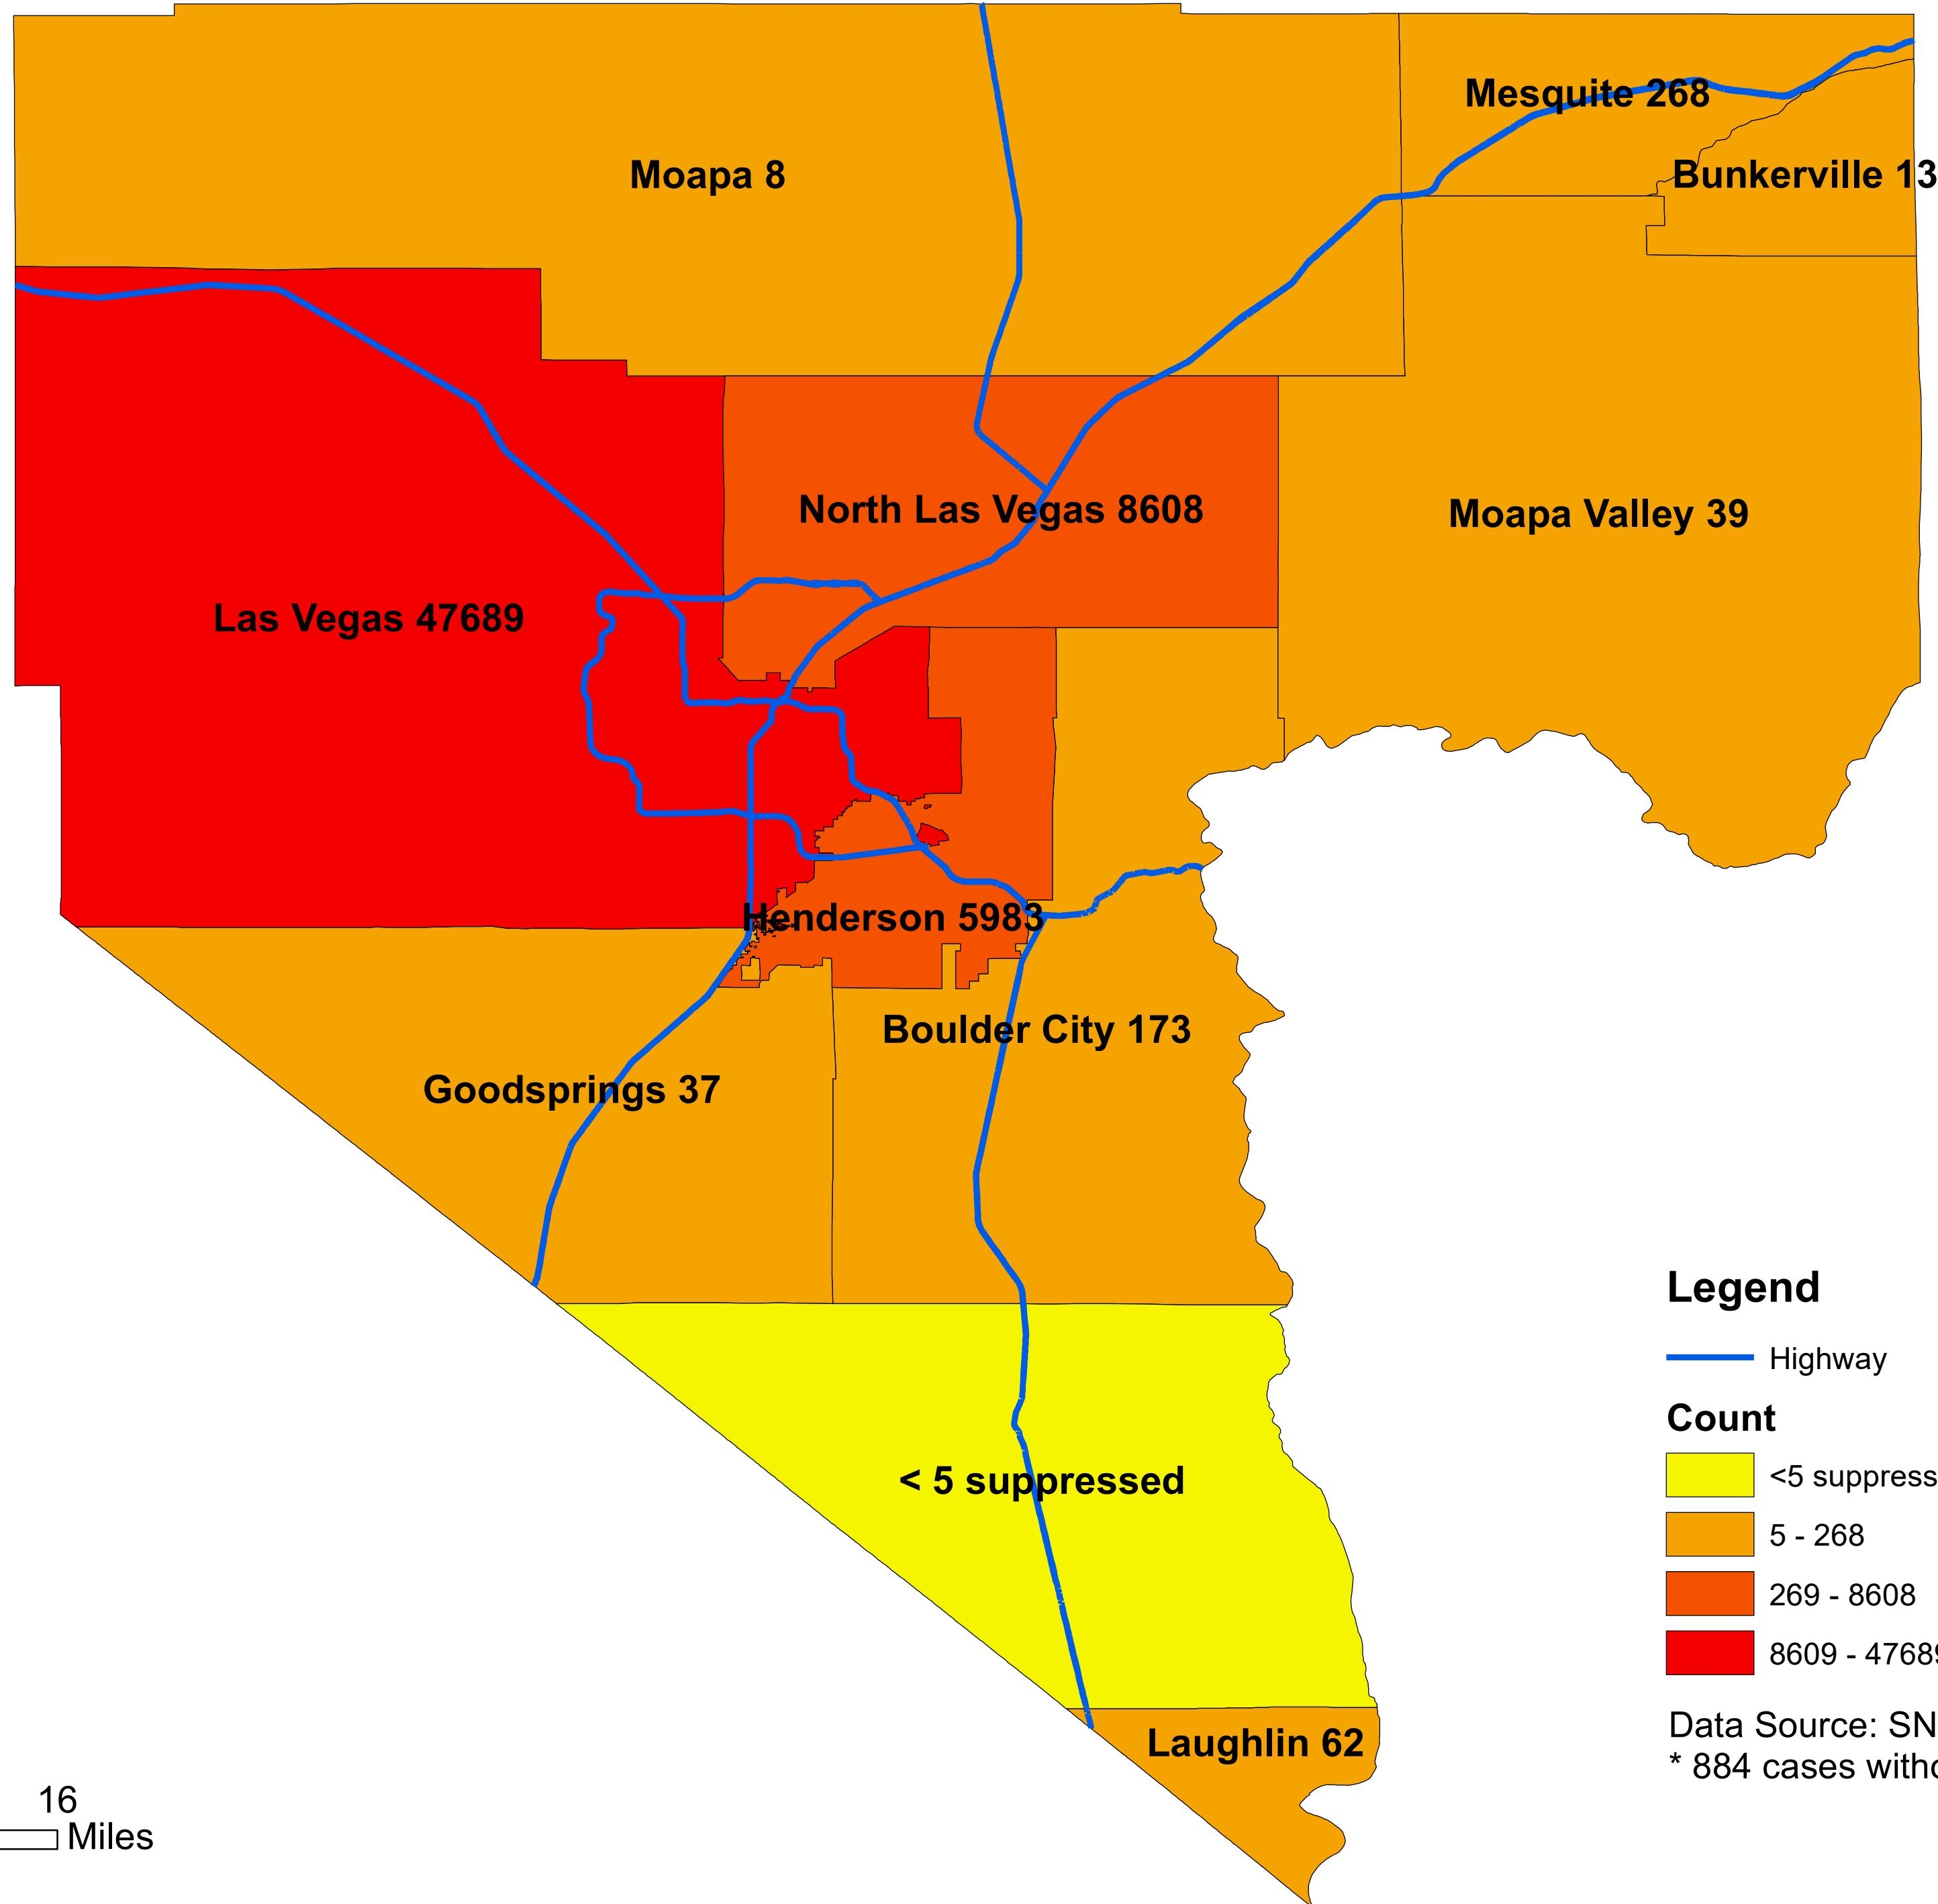 Mesquite 268
Moapa 8
Bunkerville 13
North Las Vegas 8608
Moapa Valley 39
Las Vegas 47689
Henderson 5983
Boulder City 173
Goodsprings 37
< 5 suppressed
Laughlin 62
Legend
Highway
Count
<5 suppress
5 - 268
269 - 8608
8609 - 47689
Data Source: SN
* 884 cases witho
16
Miles